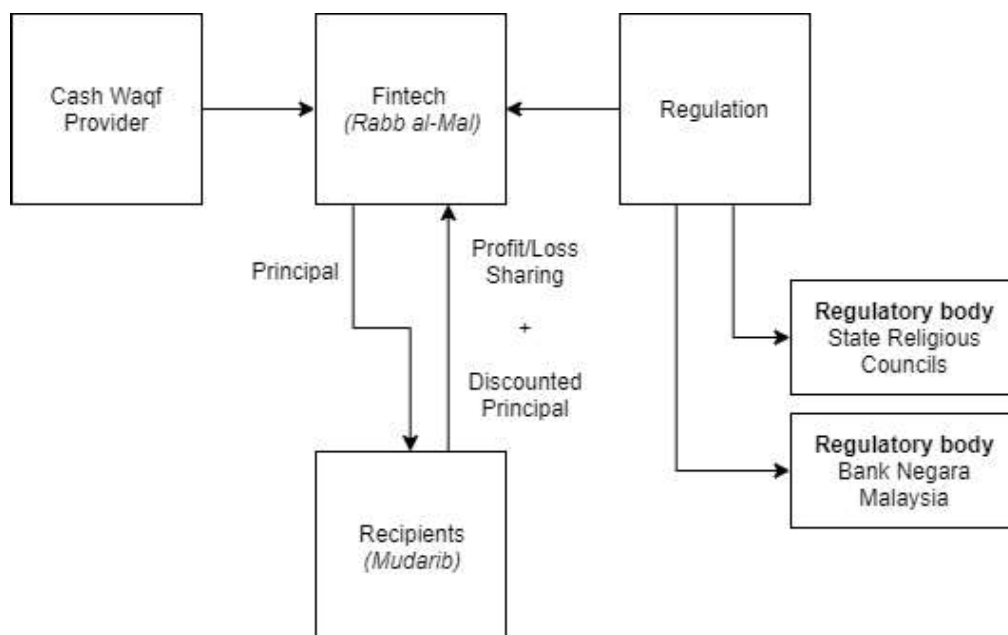 Cash Waqf
Provider
Fintech
(Rabb al-Mal)
Regulation
Principal
Profit/Loss
Sharing
+
Discounted
Principal
Regulatory body
State Religious
Councils
Regulatory body
Bank Negara
Malaysia
Recipients
(Mudarib)